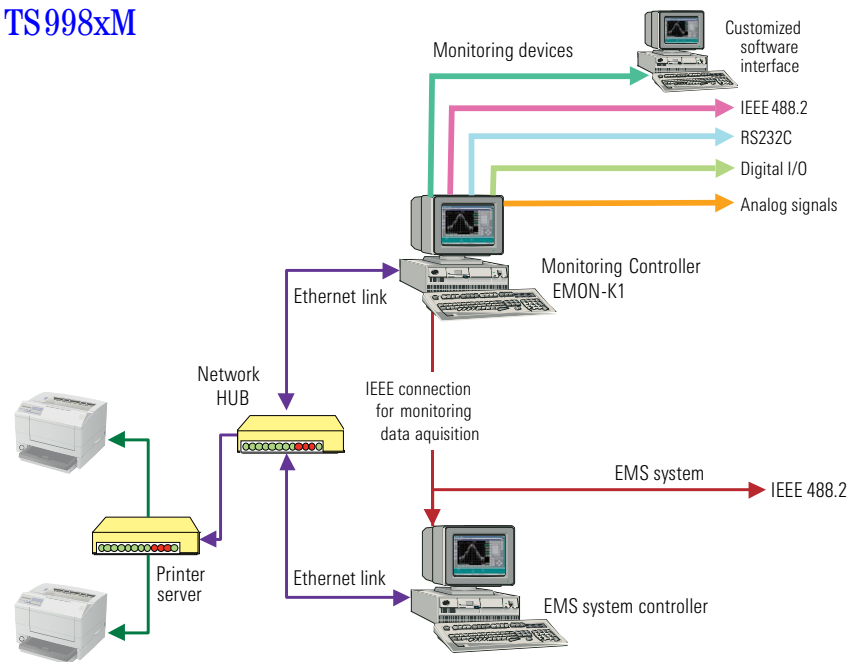 TS998xM
Monitoring devices
Customized
software
interface
IEEE 488.2
RS232C
Digital I/O
Analog signals
Monitoring Controller
EMON-K1
Ethernet link
Network
HUB
IEEE connection
for monitoring
data aquisition
EMS system
IEEE 488.2
Printer
server
Ethernet link
EMS system controller